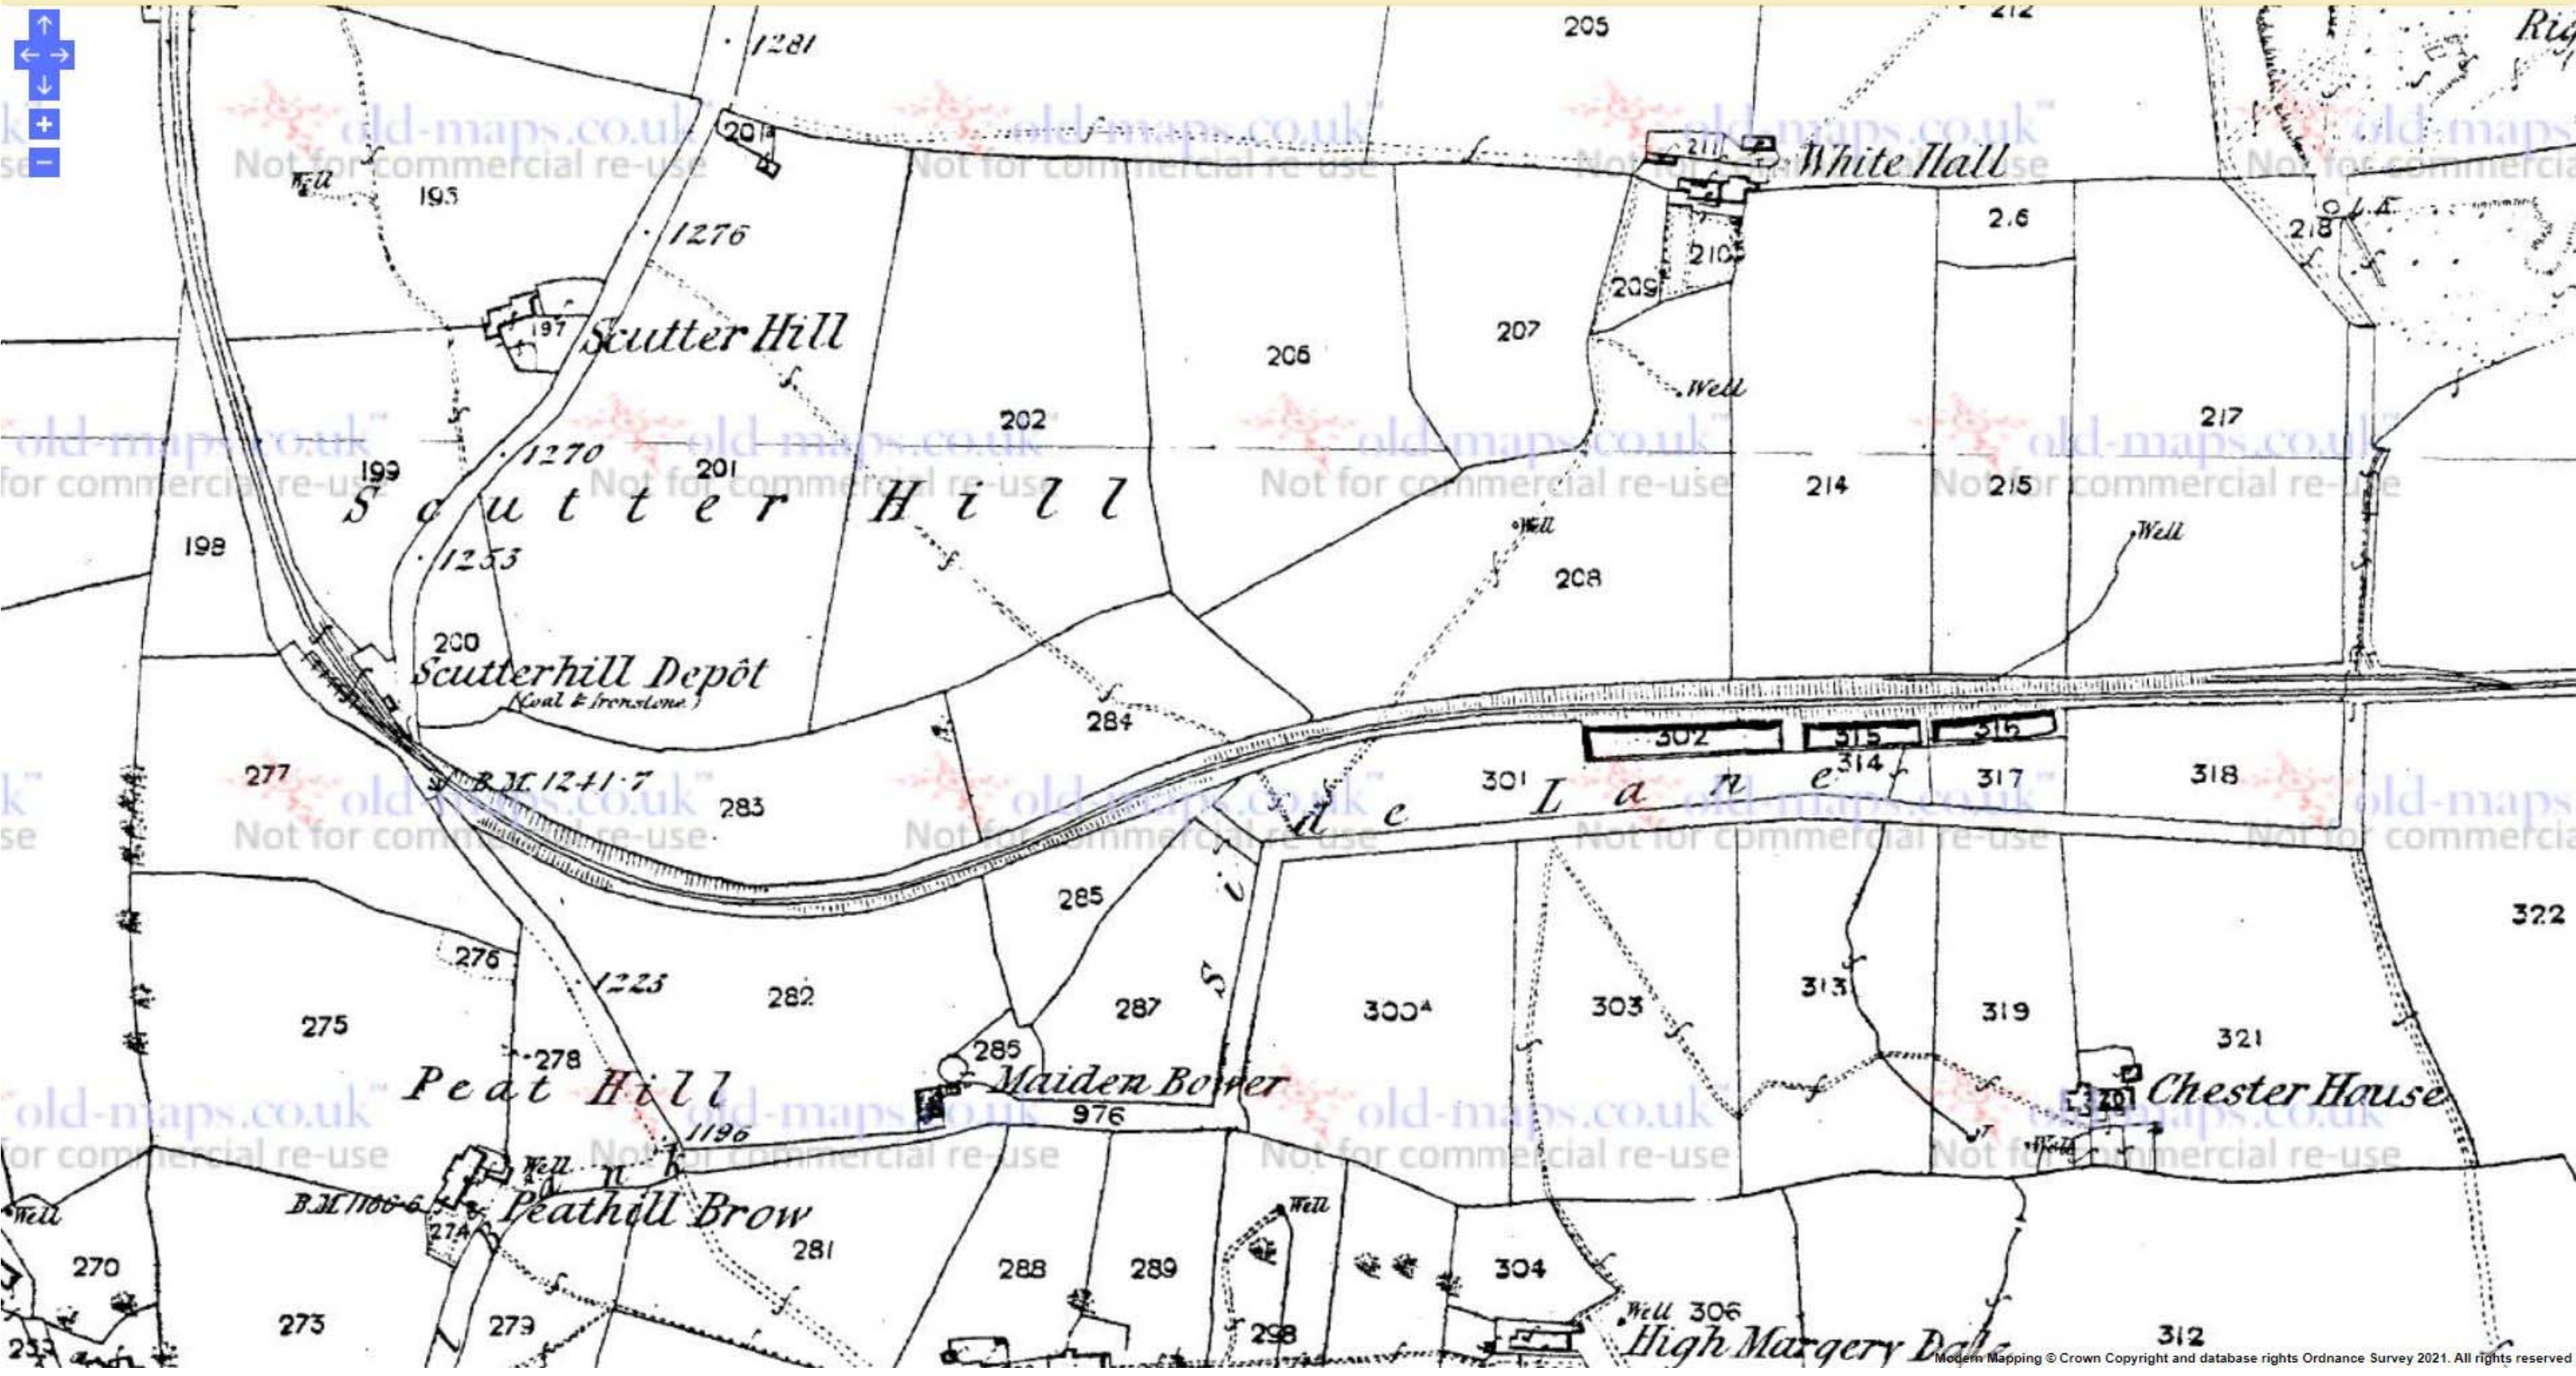 1281
205
212
Rig
201
211
White Hall
Well
195
1276
2.6
218
210
209
197
Scutter Hill
207
206
Well
202
217
1270
199
201
214
215
Scutter Hill
Well
Well
198
1253
208
200
Scutterhill Depôt
(Coal & Ironstone)
284
302
315
316
277
B.M. 1241·7
283
301
314
317
318
Side Lane
285
322
276
1223
282
287
300A
303
313
319
275
278
286
321
Peat Hill
Maiden Bower
Chester House
976
1196
Well
Well
B.M. 1166·6
Peathill Brow
Well
Well
274
281
270
288
289
304
273
279
298
Well
306
High Margery Dale
312
old-maps.co.uk™
Not for commercial re-use
Modern Mapping © Crown Copyright and database rights Ordnance Survey 2021. All rights reserved